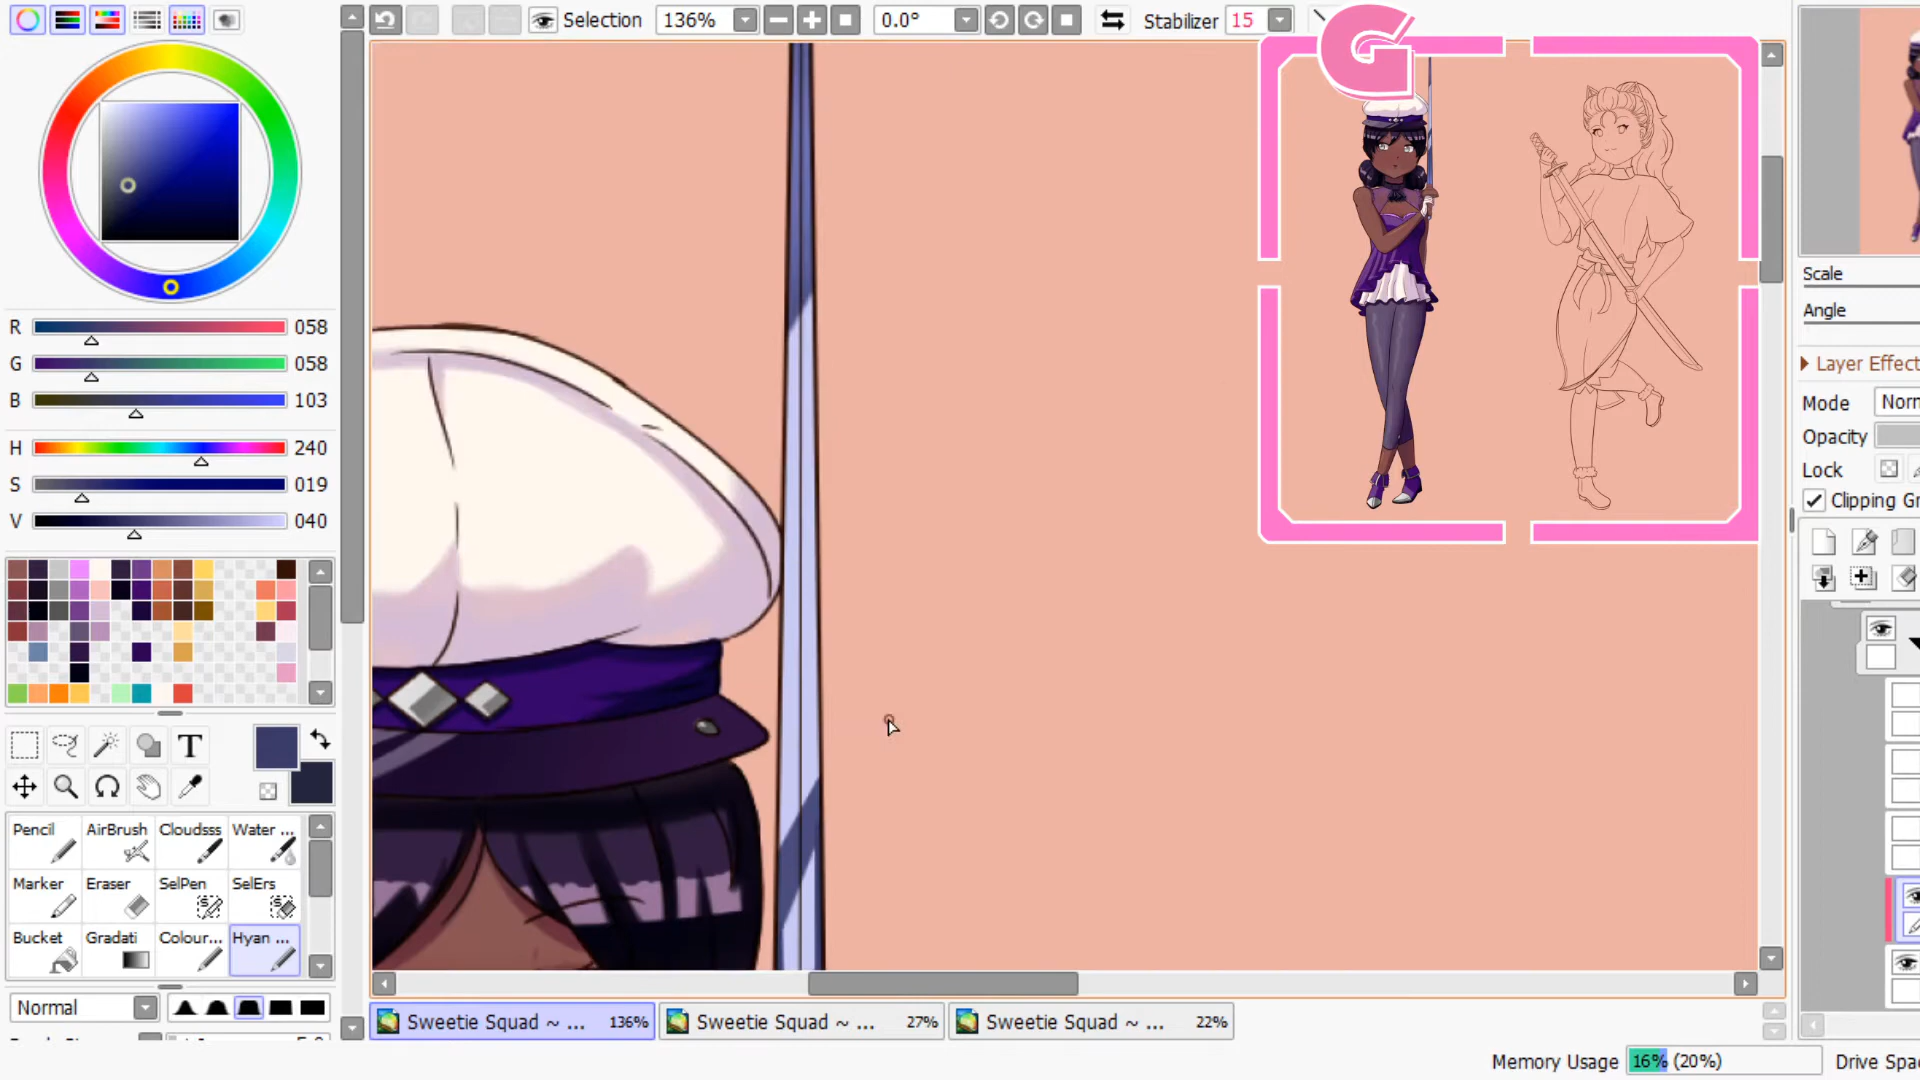 Selection
136%
0.0°
Stabilizer 15
G
R 058
G 058
B 103
H 240
S 019
V 040
Scale
Angle
Layer Effect
Mode Norn
Opacity
Lock
Clipping Gr
T
Pencil AirBrush Cloudsss Water ...
Marker Eraser SelPen SelErs
Bucket Gradati Colour... Hyan ...
Normal
Sweetie Squad ~ ... 136%
Sweetie Squad ~ ... 27%
Sweetie Squad ~ ... 22%
Memory Usage 16% (20%) Drive Spac